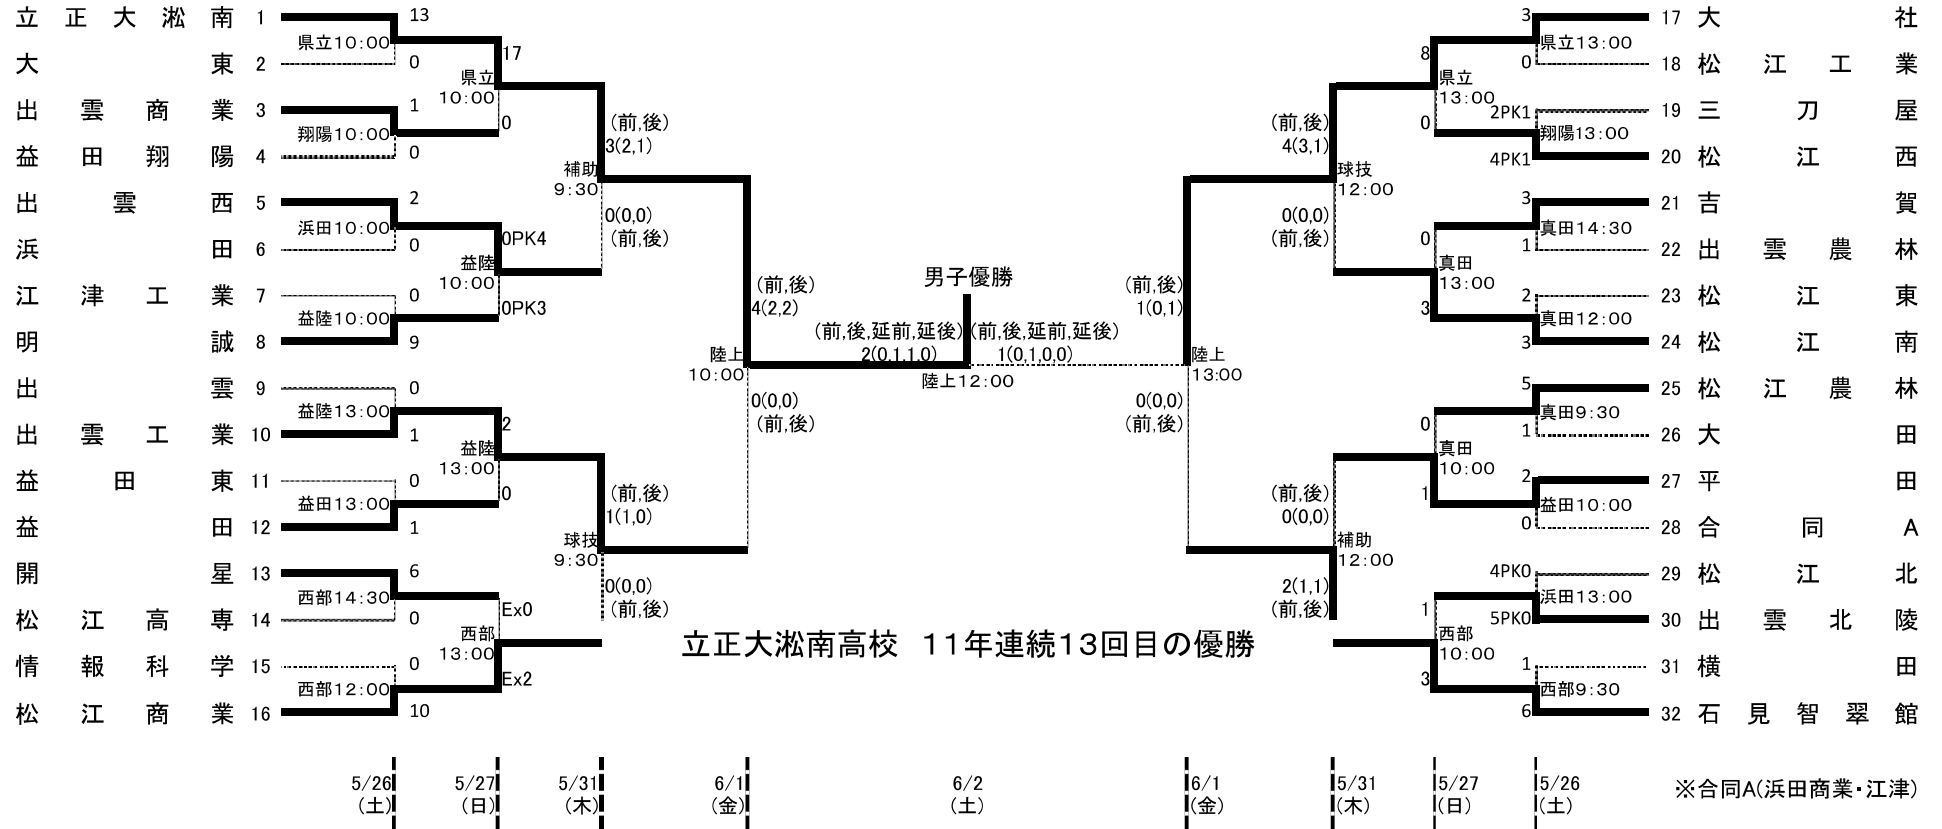 立正大淞南 1 13
県立10:00
大東 2 0
17
県立
10:00
出雲商業 3 1
翔陽10:00
0
益田翔陽 4 0
(前,後)
3(2,1)
補助
9:30
出雲西 5 2
浜田10:00
浜田 6 0
0PK4
益陸
10:00
0(0,0)
(前,後)
江津工業 7 0
益陸10:00
0PK3
明誠 8 9
(前,後)
4(2,2)
陸上
10:00
出雲 9 0
益陸13:00
出雲工業 10 1
2
益陸
13:00
0(0,0)
(前,後)
益田東 11 0
益田13:00
0
益田 12 1
(前,後)
1(1,0)
球技
9:30
開星 13 6
西部14:30
松江高専 14 0
Ex0
西部
13:00
0(0,0)
(前,後)
情報科学 15 0
西部12:00
Ex2
松江商業 16 10
男子優勝
(前,後,延前,延後) (前,後,延前,延後)
2(0,1,1,0) 1(0,1,0,0)
陸上12:00
3 17 大社
県立13:00
0 18 松江工業
8
県立
13:00
2PK1 19 三刀屋
翔陽13:00
0
4PK1 20 松江西
(前,後)
4(3,1)
球技
12:00
3 21 吉賀
真田14:30
1 22 出雲農林
0
真田
13:00
0(0,0)
(前,後)
2 23 松江東
真田12:00
3
3 24 松江南
(前,後)
1(0,1)
陸上
13:00
5 25 松江農林
真田9:30
1 26 大田
0
真田
10:00
0(0,0)
(前,後)
2 27 平田
益田10:00
1
0 28 合同A
(前,後)
0(0,0)
補助
12:00
4PK0 29 松江北
浜田13:00
5PK0 30 出雲北陵
1
西部
10:00
2(1,1)
(前,後)
1 31 横田
西部9:30
3
6 32 石見智翠館
立正大淞南高校 11年連続13回目の優勝
5/26 5/27 5/31 6/1 6/2 6/1 5/31 5/27 5/26
(土) (日) (木) (金) (土) (金) (木) (日) (土)
※合同A(浜田商業・江津)